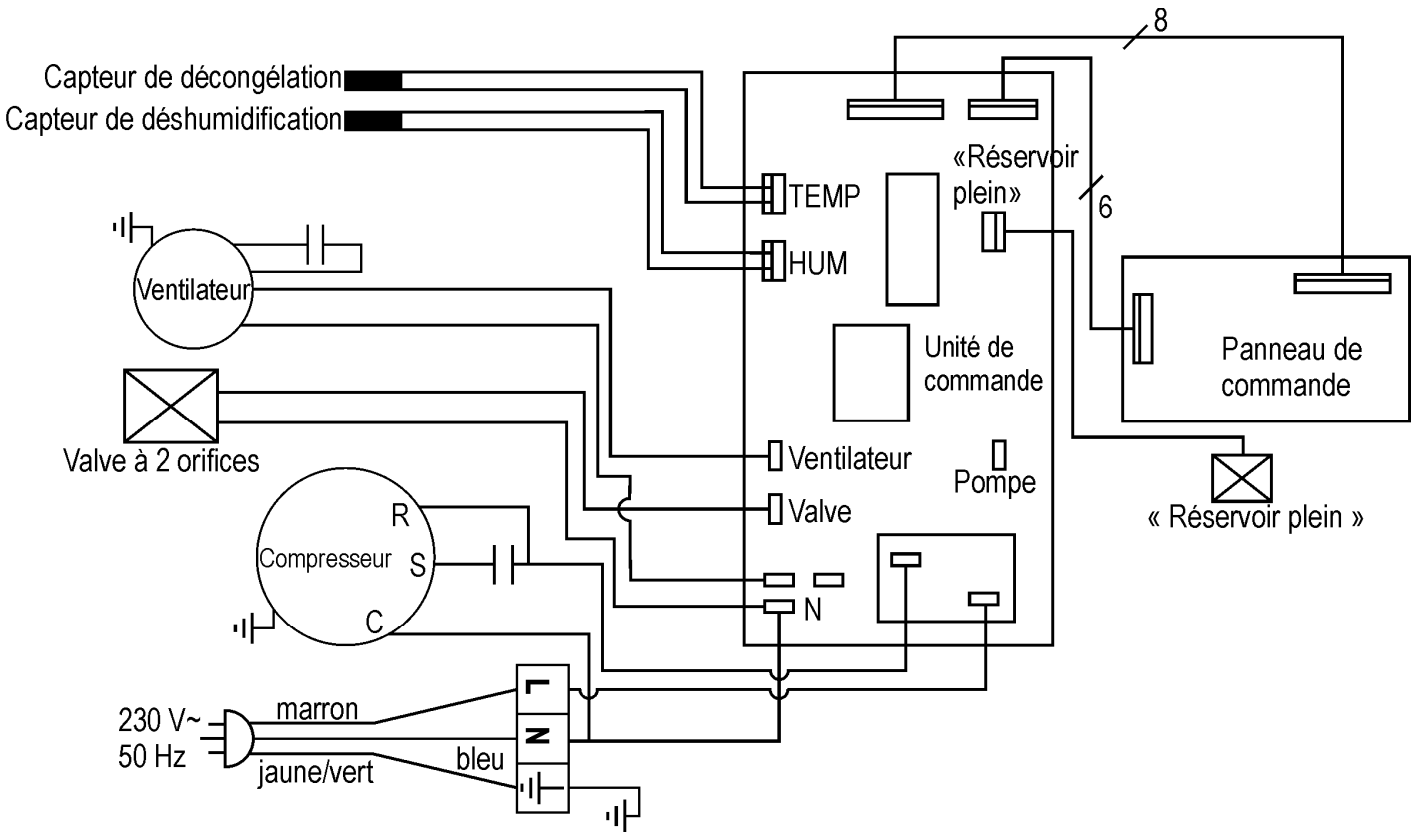 8
Capteur de décongélation
Capteur de déshumidification
«Réservoir
plein»
TEMP
6
HUM
Ventilateur
Unité de
commande
Panneau de
commande
Valve à 2 orifices
Ventilateur
Pompe
Valve
« Réservoir plein »
R
Compresseur
S
C
N
L
marron
230 V~
N
50 Hz
bleu
jaune/vert